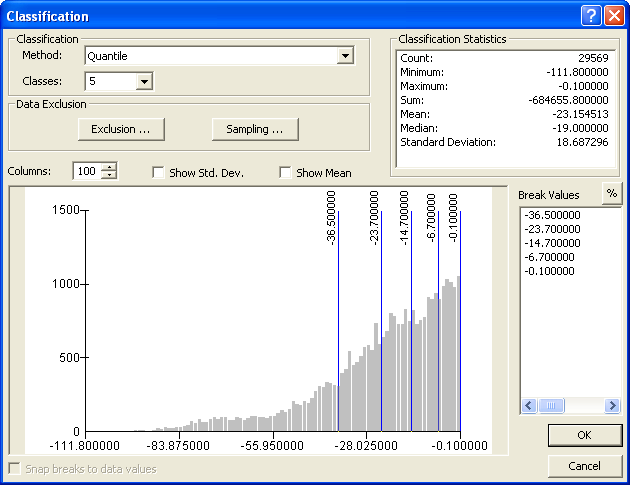 Classification
Classification
Method: Quantile
Classes: 5
Data Exclusion
Exclusion ...
Sampling ...
Classification Statistics
Count: 29569
Minimum: -111.800000
Maximum: -0.100000
Sum: -684655.800000
Mean: -23.154513
Median: -19.000000
Standard Deviation: 18.687296
Columns: 100 Show Std. Dev. Show Mean
Break Values %
-36.500000
-23.700000
-14.700000
-6.700000
-0.100000
-36.500000
-23.700000
-14.700000
-6.700000
-0.100000
1500
1000
500
0
-111.800000 -83.875000 -55.950000 -28.025000 -0.100000
Snap breaks to data values
OK
Cancel